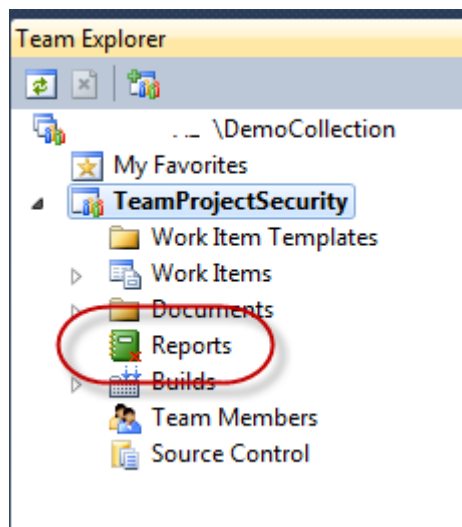 Team Explorer
\DemoCollection
My Favorites
TeamProjectSecurity
Work Item Templates
Work Items
Documents
Reports
Builds
Team Members
Source Control